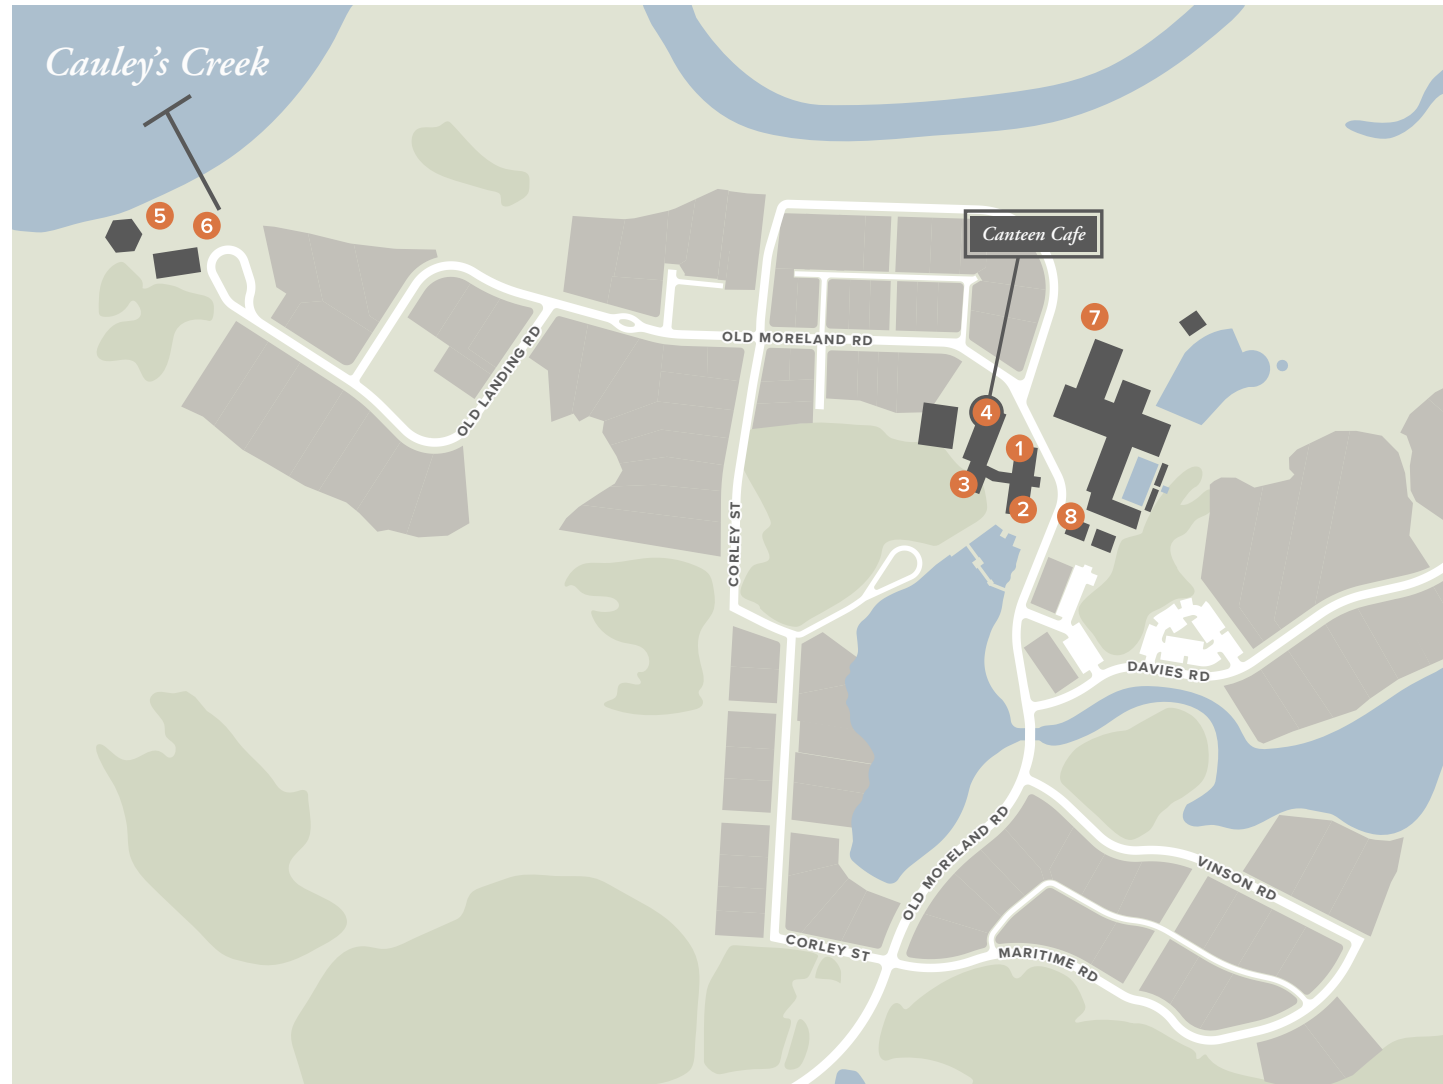 Cauley's Creek
5
6
Canteen Cafe
7
OLD MORELAND RD
OLD LANDING RD
4
1
3
2
8
CORLEY ST
DAVIES RD
OLD MORELAND RD
VINSON RD
CORLEY ST
MARITIME RD